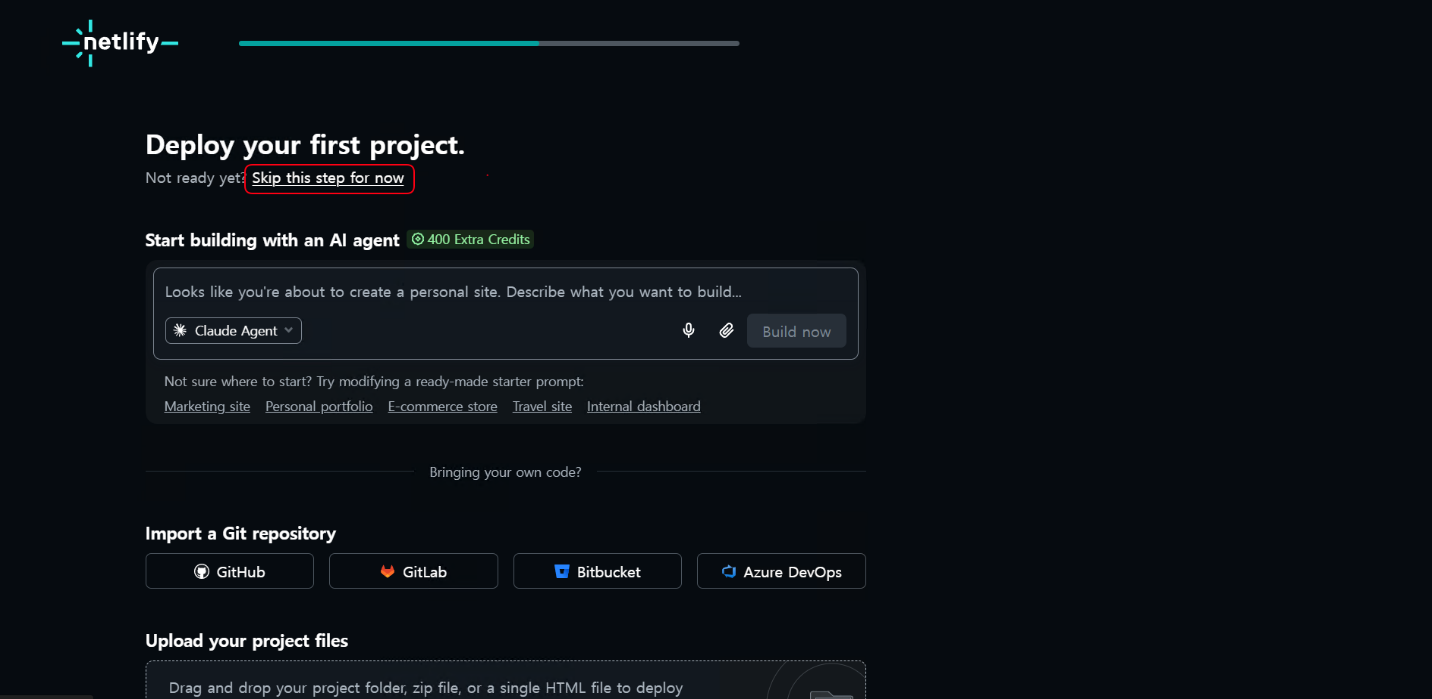 netlify
Deploy your first project.
Not ready yet? Skip this step for now
Start building with an AI agent 400 Extra Credits
Looks like you're about to create a personal site. Describe what you want to build...
Claude Agent Build now
Not sure where to start? Try modifying a ready-made starter prompt:
Marketing site Personal portfolio E-commerce store Travel site Internal dashboard
Bringing your own code?
Import a Git repository
GitHub GitLab Bitbucket Azure DevOps
Upload your project files
Drag and drop your project folder, zip file, or a single HTML file to deploy